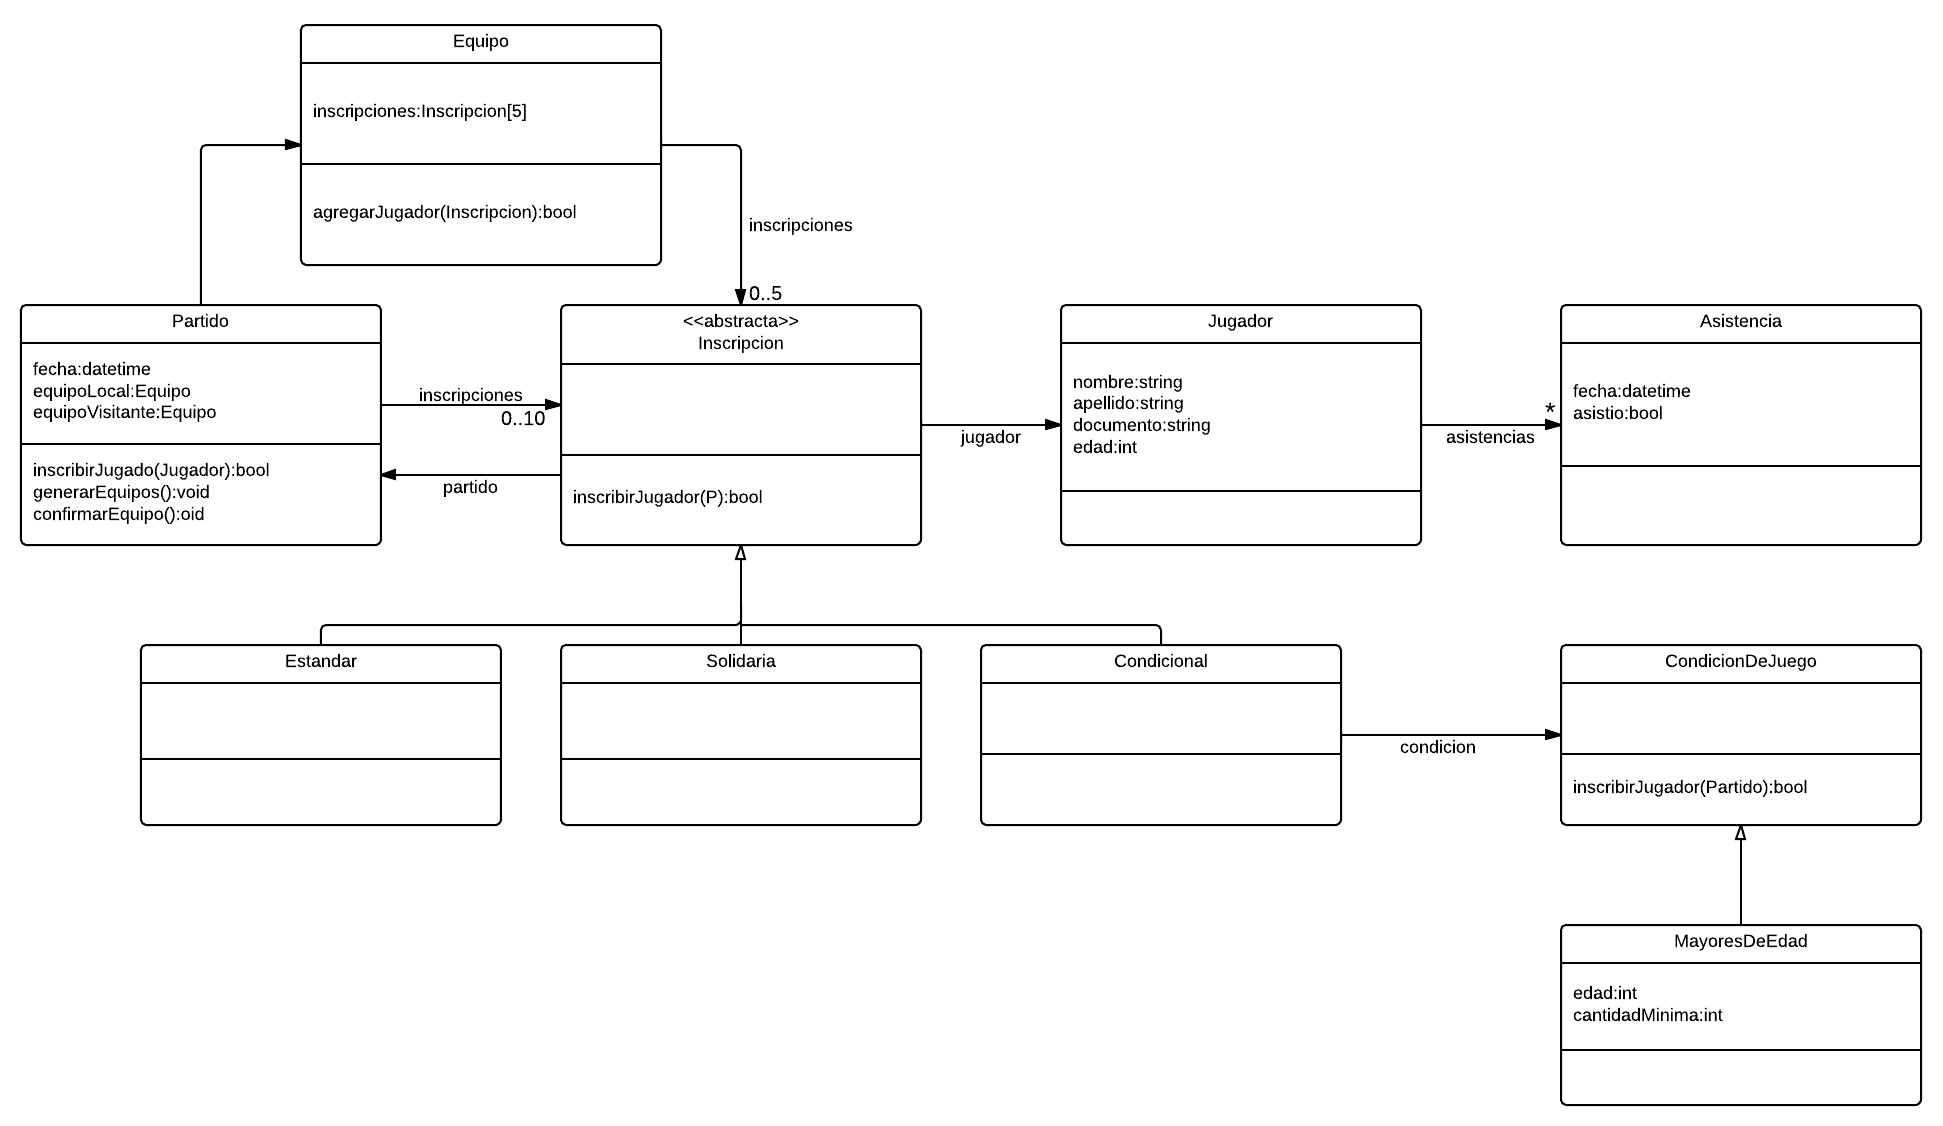 Equipo
inscripciones:Inscripcion[5]
agregarJugador(Inscripcion):bool
inscripciones
0..5
Partido
fecha:datetime
equipoLocal:Equipo
equipoVisitante:Equipo
inscribirJugado(Jugador):bool
generarEquipos():void
confirmarEquipo():oid
inscripciones
0..10
partido
<<abstracta>>
Inscripcion
inscribirJugador(P):bool
jugador
Jugador
nombre:string
apellido:string
documento:string
edad:int
*
asistencias
Asistencia
fecha:datetime
asistio:bool
Estandar
Solidaria
Condicional
condicion
CondicionDeJuego
inscribirJugador(Partido):bool
MayoresDeEdad
edad:int
cantidadMinima:int